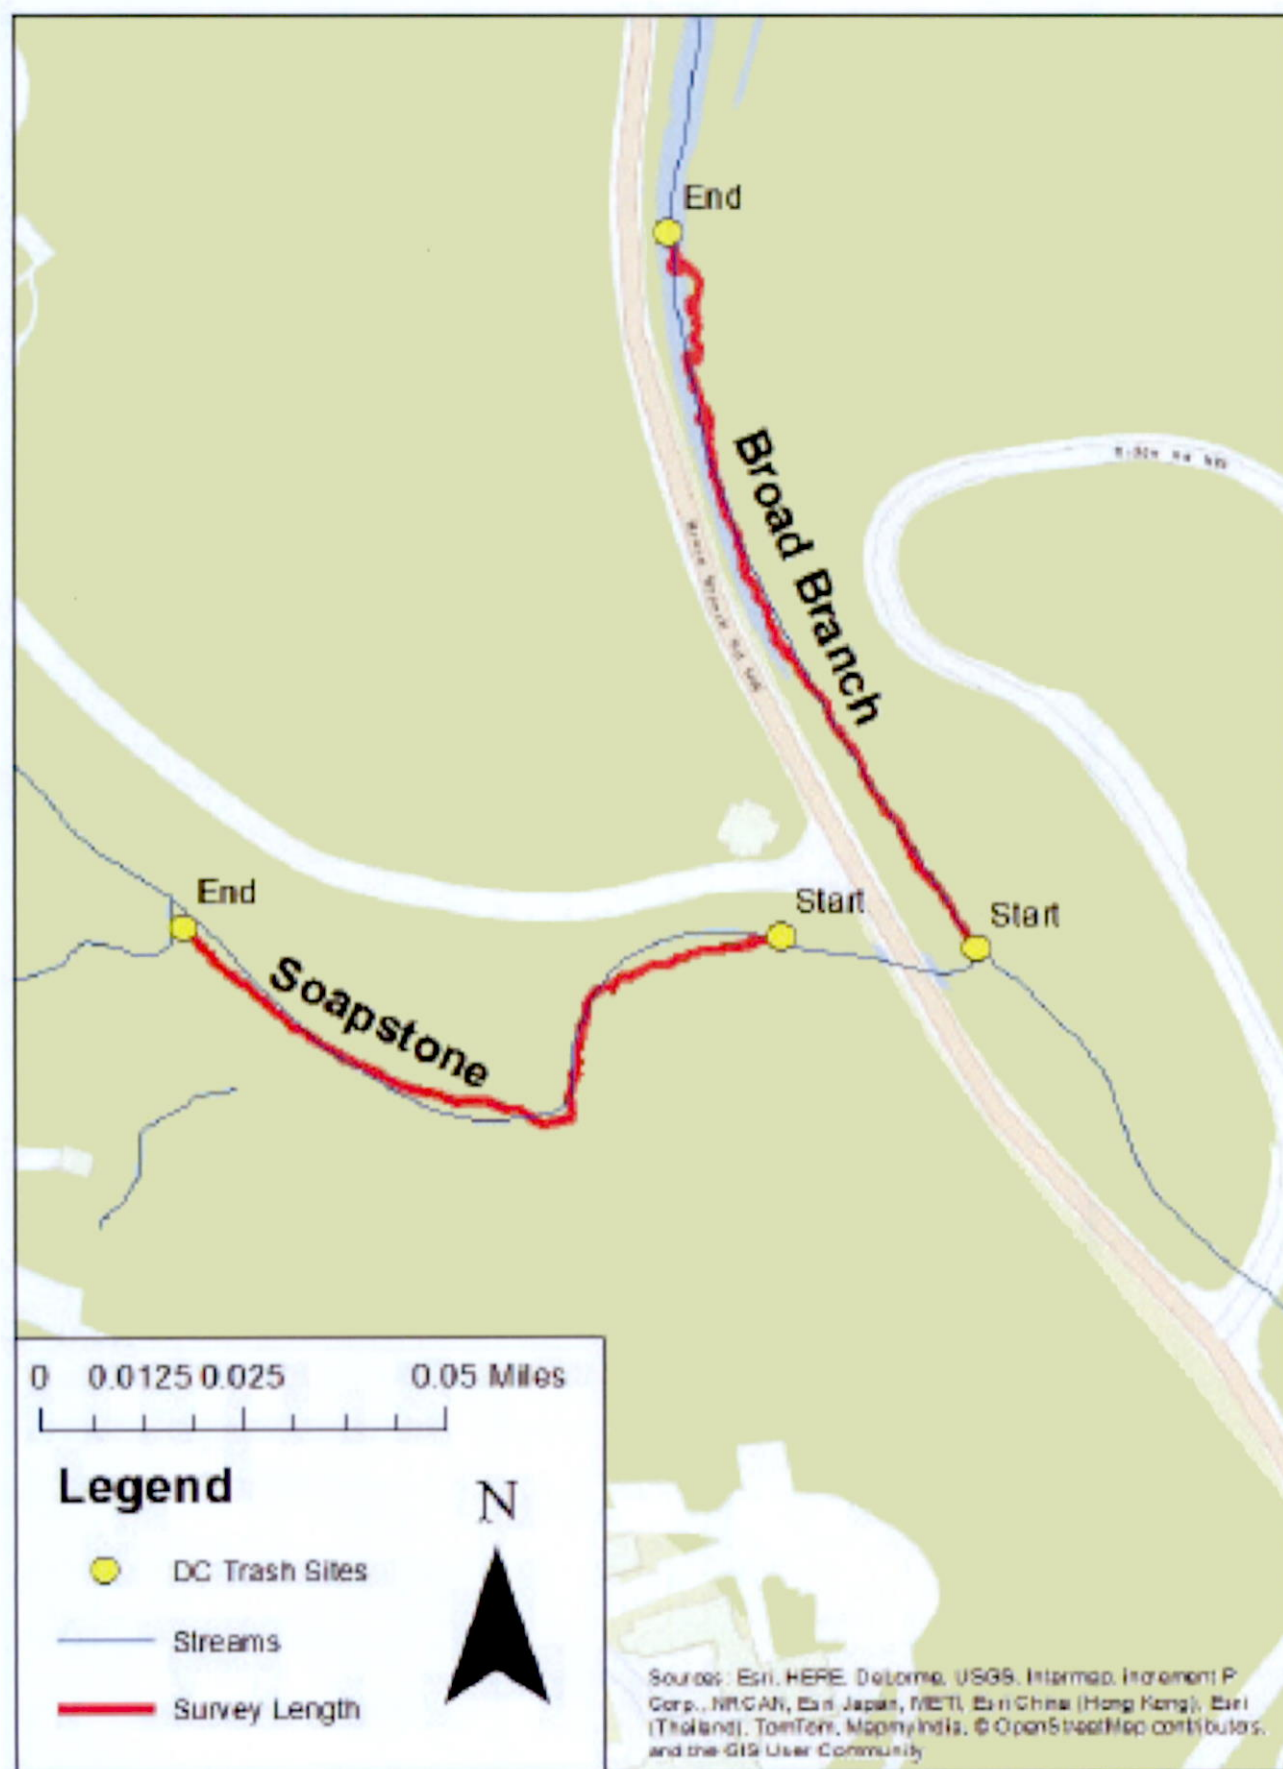 End
Broad Branch
End
Start
Start
Soapstone
0 0.0125 0.025 0.05 Miles
Legend
N
DC Trash Sites
Streams
Survey Length
Sources: Esri, HERE, DeLorme, USGS, Intermap, increment P
Corp., NRCAN, Esri Japan, METI, Esri China (Hong Kong), Esri
(Thailand), TomTom, MapmyIndia, © OpenStreetMap contributors,
and the GIS User Community